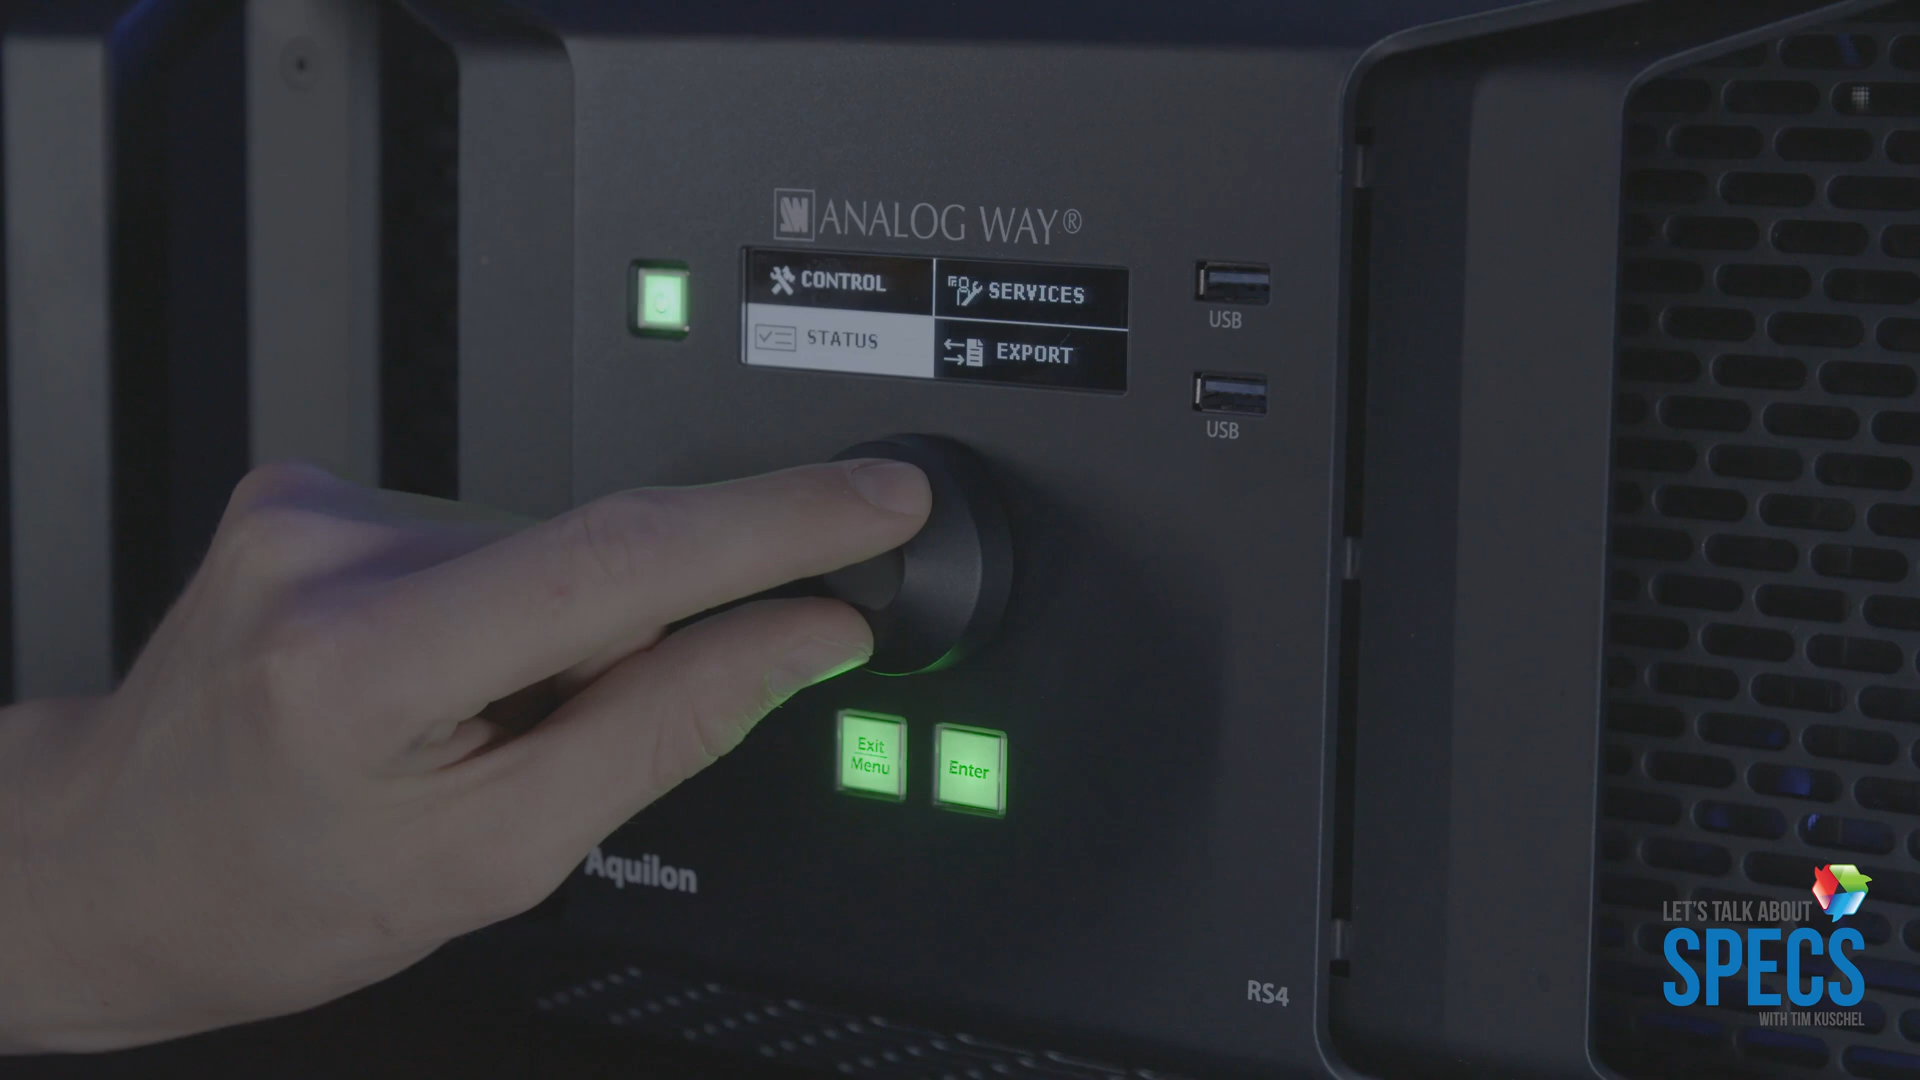 ANALOG WAY®
CONTROL
SERVICES
STATUS
EXPORT
USB
USB
Exit
Menu
Enter
Aquilon
RS4
LET'S TALK ABOUT
SPECS
WITH TIM KUSCHEL